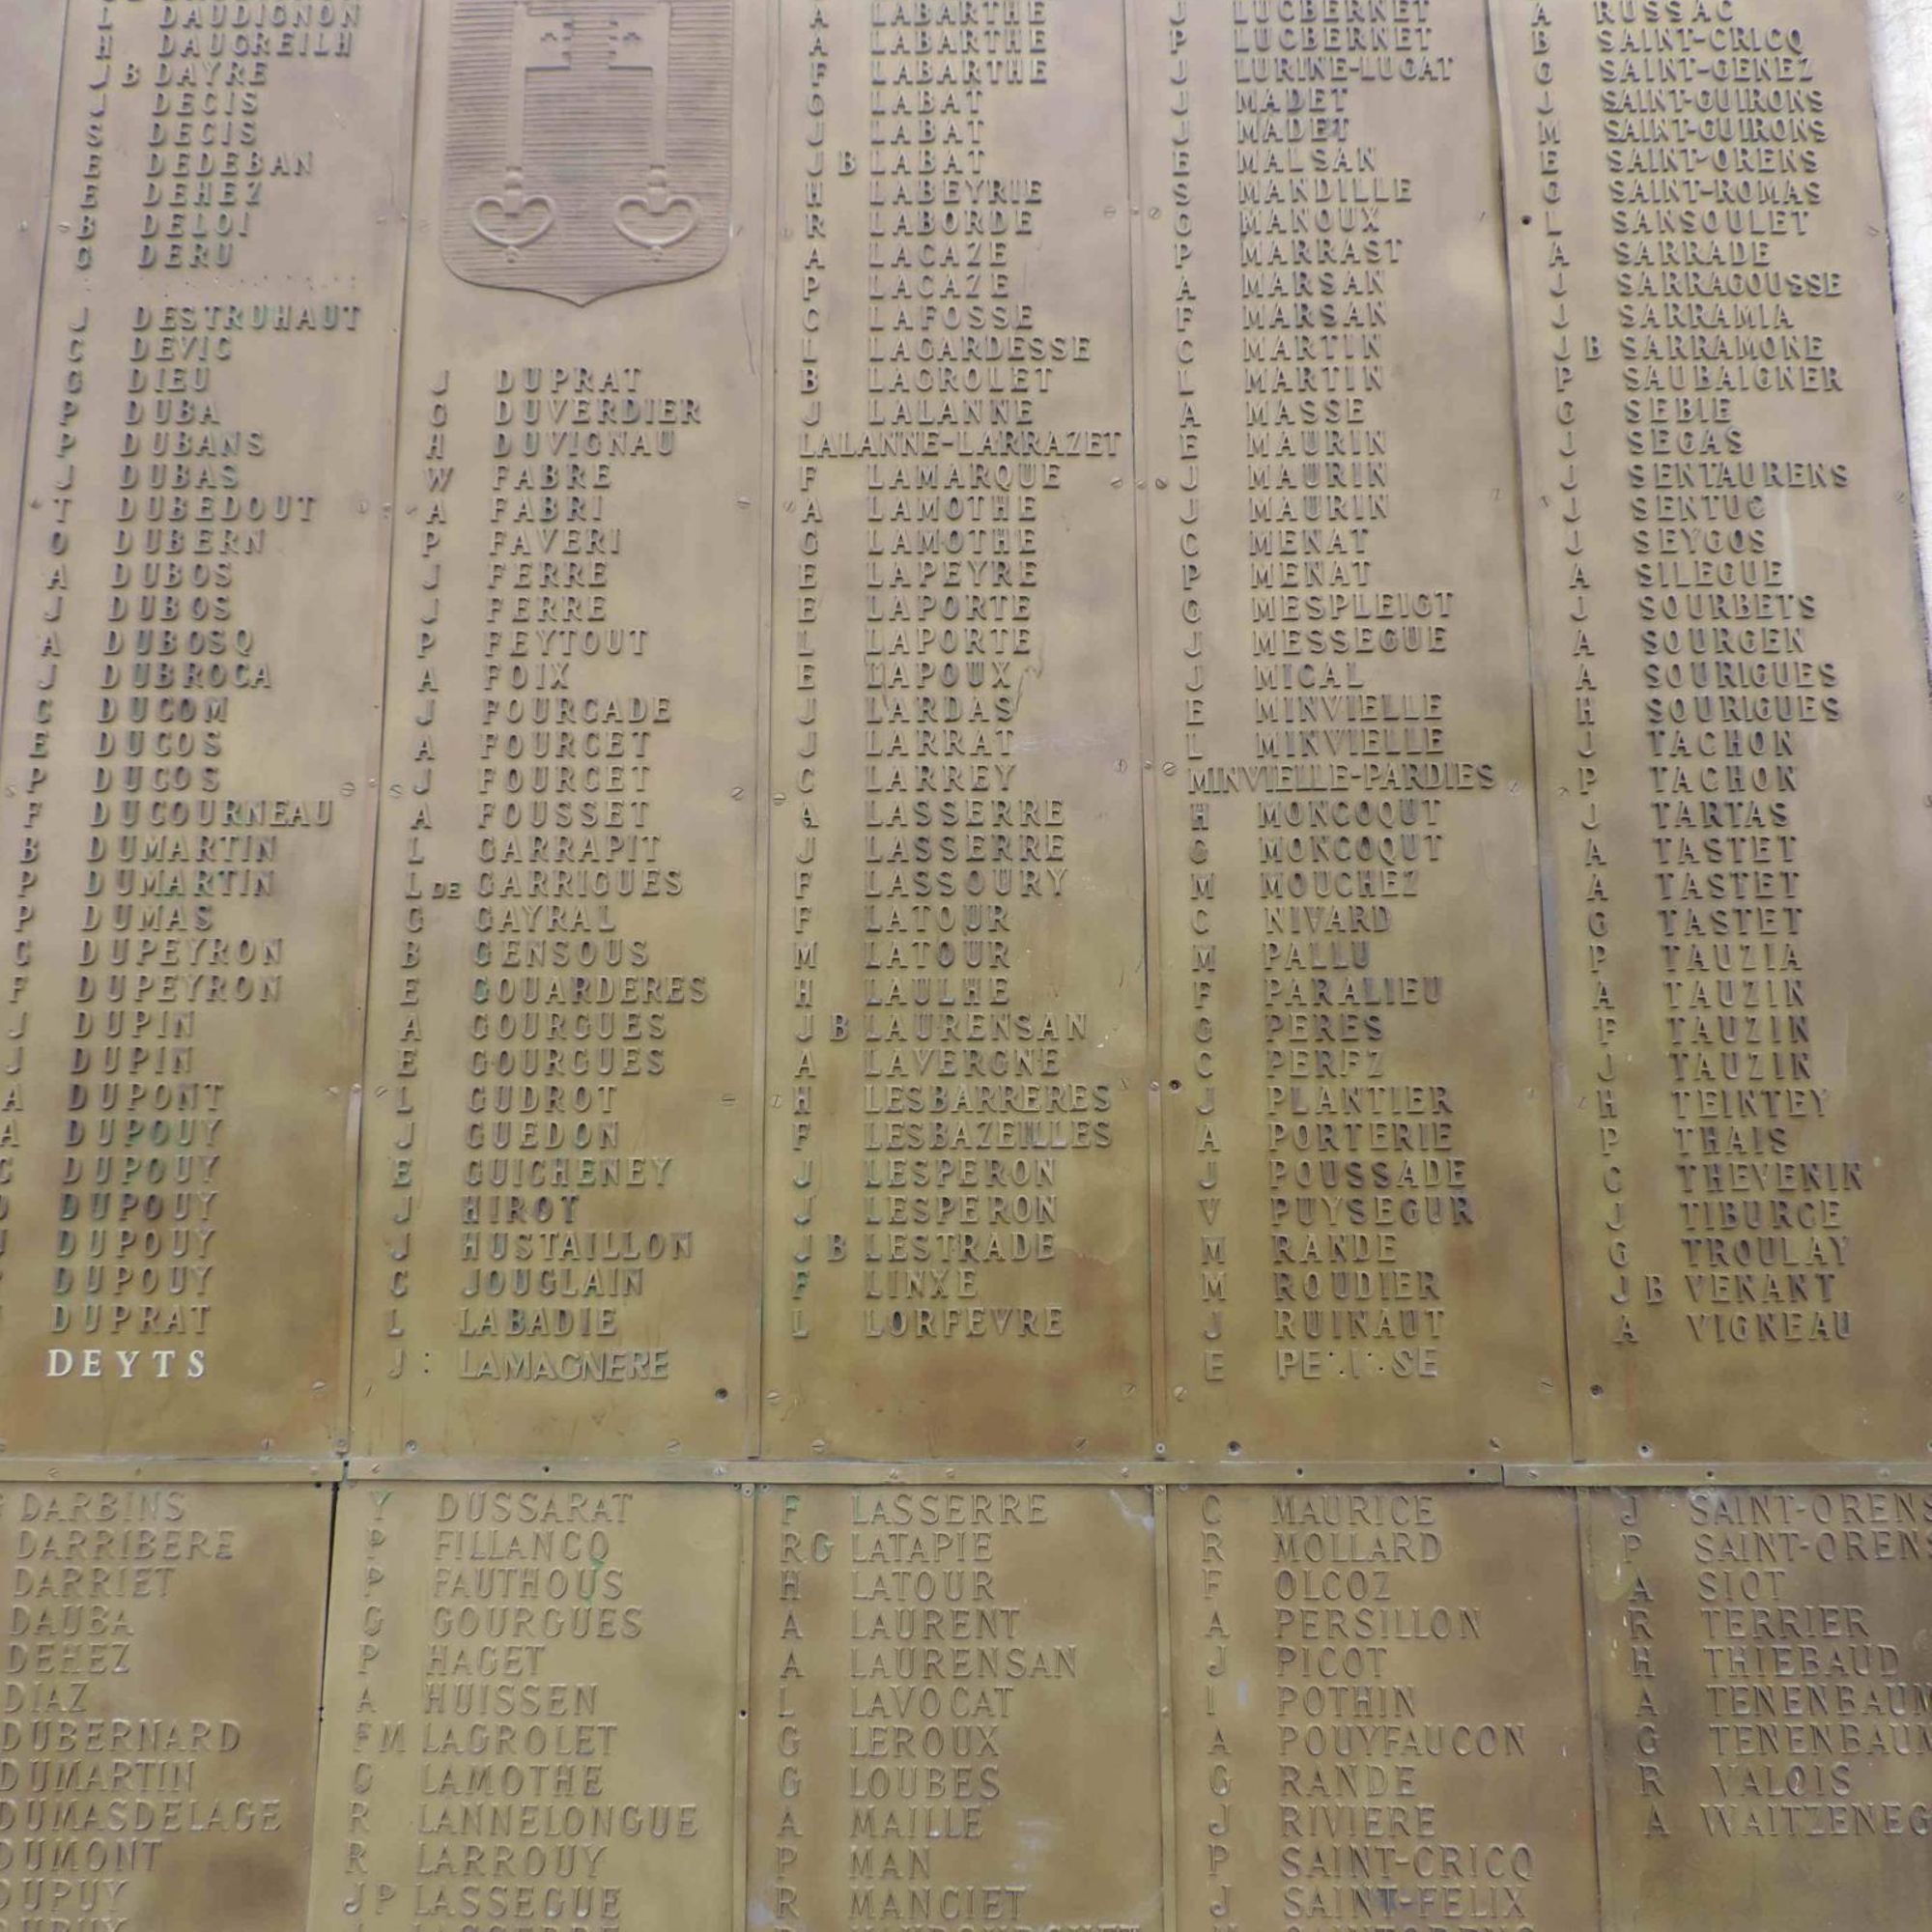 L DAUDIGNON
H DAUGREILH
J B DAYRE
J DECIS
S DECIS
E DEDEBAN
E DEHEZ
B DELOI
G DERU
J DESTRUHAUT
C DEVIC
G DIEU
P DUBA
P DUBANS
J DUBAS
T DUBEDOUT
O DUBERN
A DUBOS
J DUBOS
A DUBOSQ
J DUBROCA
C DUCOM
E DUCOS
P DUCOS
F DUCOURNEAU
B DUMARTIN
P DUMARTIN
P DUMAS
C DUPEYRON
F DUPEYRON
J DUPIN
J DUPIN
A DUPONT
A DUPOUY
DUPOUY
DUPOUY
DUPOUY
DUPOUY
DUPRAT
DEYTS
J DUPRAT
G DUVERDIER
H DUVIGNAU
W FABRE
A FABRI
P FAVERI
J FERRE
J FERRE
P FEYTOUT
A FOIX
J FOURCADE
A FOURCET
J FOURCET
A FOUSSET
L GARRAPIT
L DE GARRIGUES
G GAYRAL
B GENSOUS
E GOUARDERES
A GOURGUES
E GOURGUES
L GUDROT
J GUEDON
E GUICHENEY
J HIROT
J HUSTAILLON
C JOUGLAIN
L LABADIE
J : LAMAGNERE
A LABARTHE
A LABARTHE
F LABARTHE
G LABAT
J LABAT
J B LABAT
H LABEYRIE
R LABORDE
A LACAZE
P LACAZE
C LAFOSSE
L LAGARDESSE
B LAGROLET
J LALANNE
LALANNE-LARRAZET
F LAMARQUE
A LAMOTHE
G LAMOTHE
E LAPEYRE
E LAPORTE
L LAPORTE
E LAPOUX
J LARDAS
J LARRAT
C LARREY
A LASSERRE
J LASSERRE
F LASSOURY
F LATOUR
M LATOUR
H LAULHE
J B LAURENSAN
A LAVERGNE
H LESBARRERES
F LESBAZEILLES
J LESPERON
J LESPERON
J B LESTRADE
F LINXE
L LORFEVRE
J LUCBERNET
P LUCBERNET
J LURINE-LUGAT
J MADET
J MADET
E MALSAN
S MANDILLE
G MANOUX
P MARRAST
A MARSAN
F MARSAN
C MARTIN
L MARTIN
A MASSE
E MAURIN
J MAURIN
J MAURIN
C MENAT
P MENAT
G MESPLEIGT
J MESSEGUE
J MICAL
E MINVIELLE
L MINVIELLE
MINVIELLE-PARDIES
H MONCOQUT
G MONCOQUT
M MOUCHEZ
C NIVARD
M PALLU
F PARALIEU
G PERES
C PEREZ
J PLANTIER
A PORTERIE
J POUSSADE
V PUYSEGUR
M RANDE
M ROUDIER
J RUINAUT
E
A RUSSAC
B SAINT-CRICQ
G SAINT-GENEZ
J SAINT-GUIRONS
M SAINT-GUIRONS
E SAINT-ORENS
G SAINT-ROMAS
L SANSOULET
A SARRADE
J SARRAGOUSSE
J SARRAMIA
J B SARRAMONE
P SAUBAIGNER
G SEBIE
J SEGAS
J SENTAURENS
J SENTUC
J SEYGOS
A SILEGUE
J SOURBETS
A SOURGEN
A SOURIGUES
H SOURIGUES
J TACHON
P TACHON
J TARTAS
A TASTET
A TASTET
G TASTET
P TAUZIA
A TAUZIN
F TAUZIN
J TAUZIN
H TEINTEY
P THAIS
C THEVENIN
J TIBURGE
G TROULAY
J B VENANT
A VIGNEAU
DARBINS
DARRIBERE
DARRIET
DAUBA
DEHEZ
DIAZ
DUBERNARD
DUMARTIN
DUMASDELAGE
DUMONT
DUPUY
Y DUSSARAT
P FILLANCQ
P FAUTHOUS
G GOURGUES
P HAGET
A HUISSEN
FM LAGROLET
C LAMOTHE
R LANNELONGUE
R LARROUY
J P LASSEGUE
F LASSERRE
RG LATAPIE
H LATOUR
A LAURENT
A LAURENSAN
L LAVOCAT
G LEROUX
G LOUBES
A MAILLE
P MAN
R MANCIET
C MAURICE
R MOLLARD
F OLCOZ
A PERSILLON
J PICOT
I POTHIN
A POUYFAUCON
G RANDE
J RIVIERE
P SAINT-CRICQ
J SAINT-FELIX
J SAINT-ORENS
P SAINT-ORENS
A SIOT
R TERRIER
H THIEBAUD
A TENENBAUM
G TENENBAUM
R VALOIS
A WAITZENEG